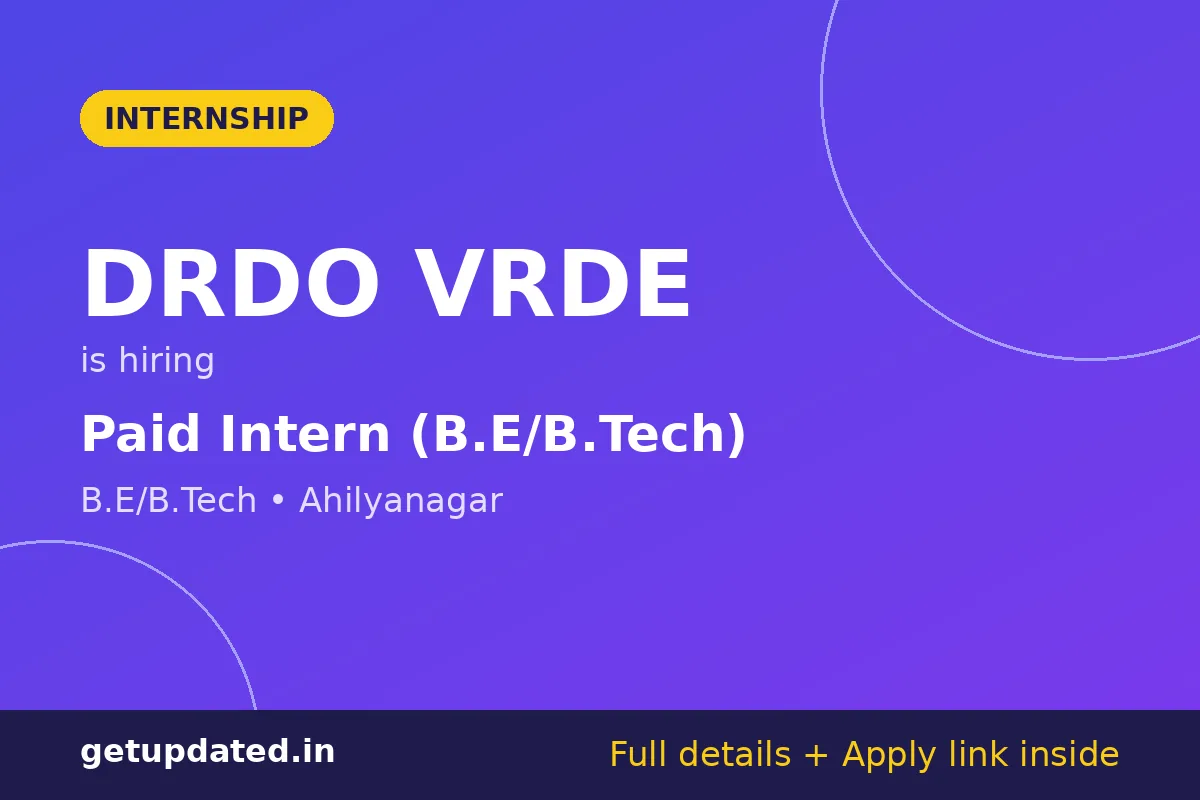 INTERNSHIP
DRDO VRDE
is hiring
Paid Intern (B.E/B.Tech)
B.E/B.Tech • Ahilyanagar
getupdated.in
Full details + Apply link inside